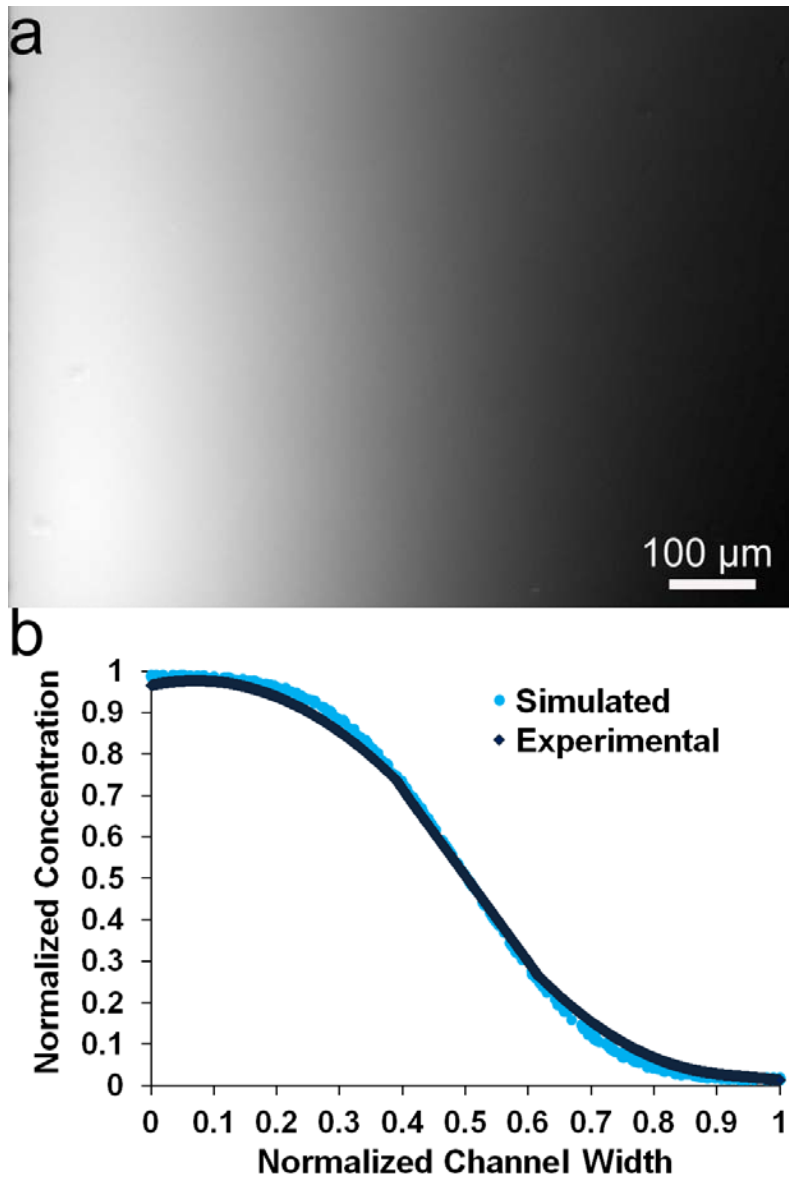 a
100 µm
b
Normalized Concentration
1
0.9
0.8
0.7
0.6
0.5
0.4
0.3
0.2
0.1
0
Simulated
Experimental
0 0.1 0.2 0.3 0.4 0.5 0.6 0.7 0.8 0.9 1
Normalized Channel Width